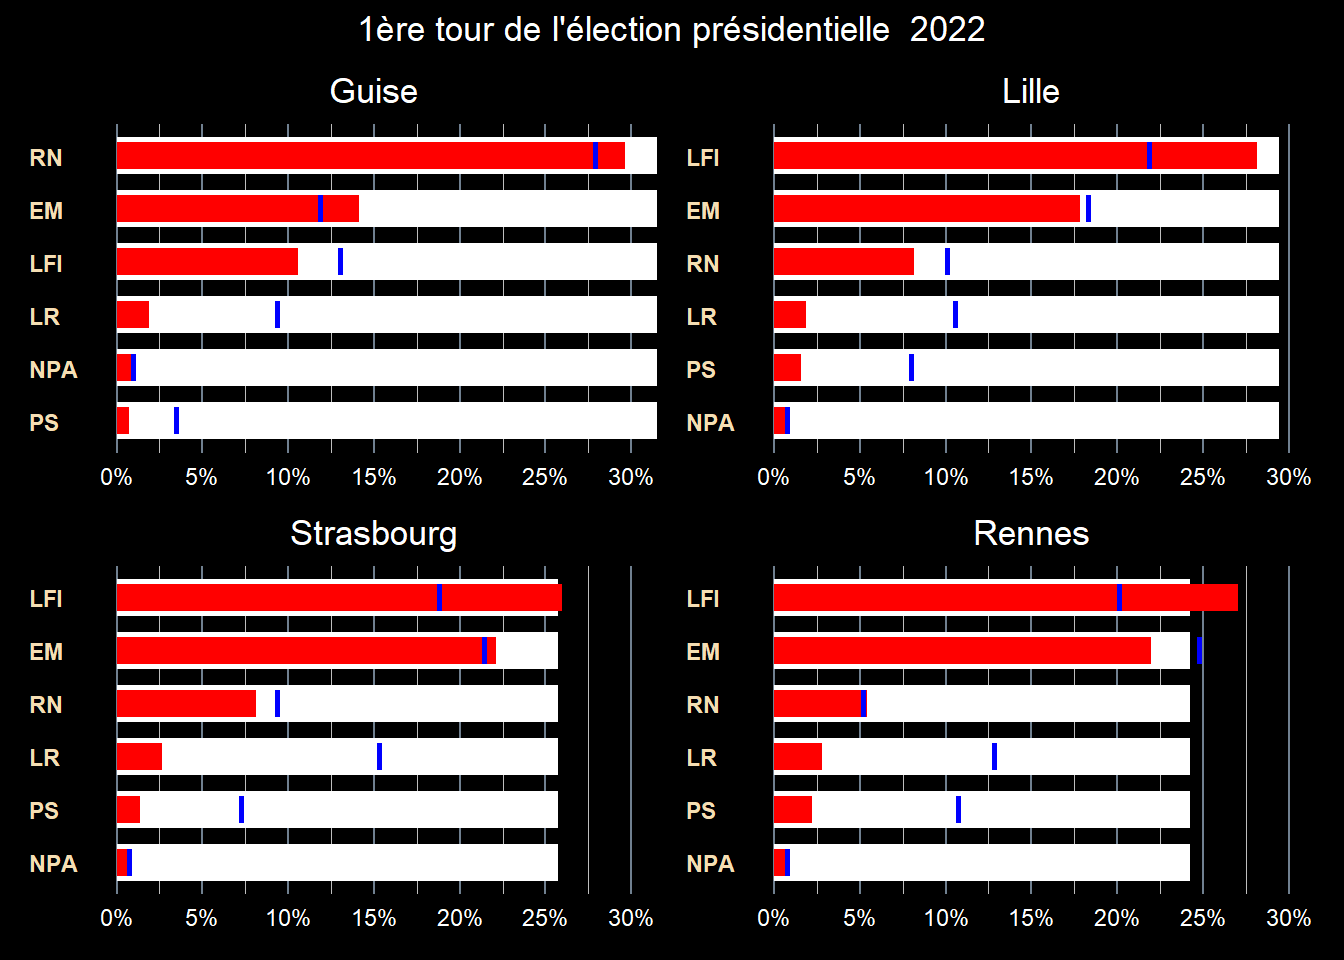 1ère tour de l'élection présidentielle  2022
Guise
RN
EM
LFI
LR
NPA
PS
0% 5% 10% 15% 20% 25% 30%
Lille
LFI
EM
RN
LR
PS
NPA
0% 5% 10% 15% 20% 25% 30%
Strasbourg
LFI
EM
RN
LR
PS
NPA
0% 5% 10% 15% 20% 25% 30%
Rennes
LFI
EM
RN
LR
PS
NPA
0% 5% 10% 15% 20% 25% 30%